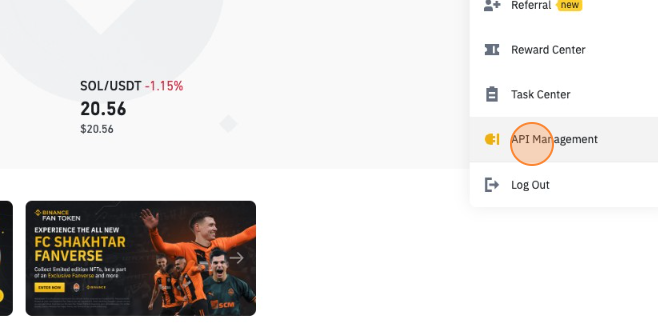 Referral new
Reward Center
SOL/USDT -1.15%
Task Center
20.56
$20.56
API Management
Log Out
BINANCE
FAN TOKEN
EXPERIENCE THE ALL NEW
FC SHAKHTAR
FANVERSE
Collect limited edition NFTs, be a part
of an Exclusive Fanverse and more
ENTER NOW
BINANCE
SCM